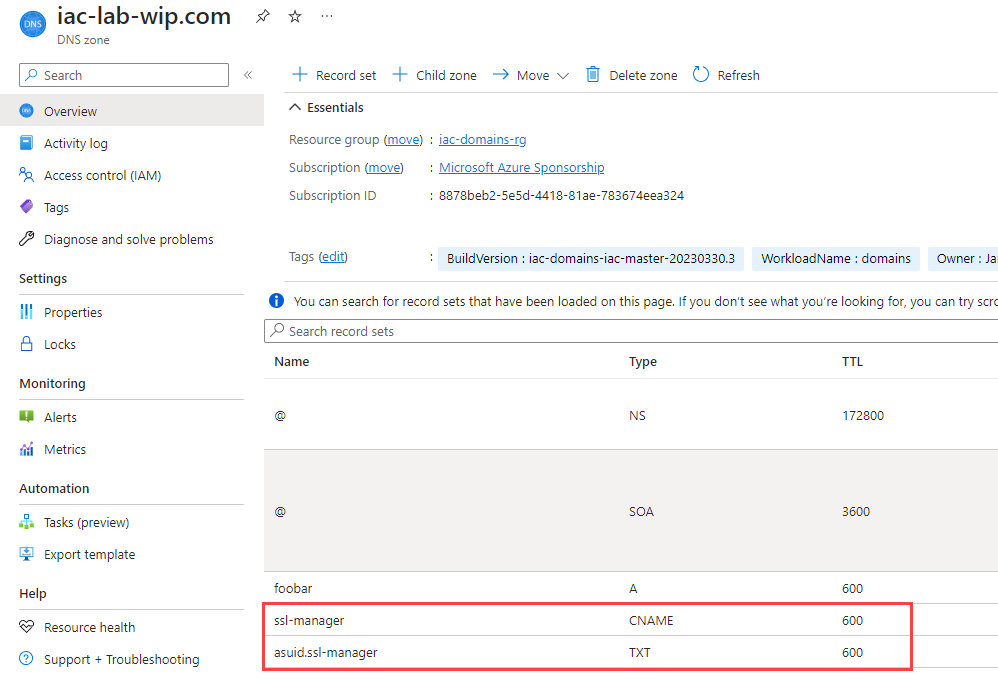 DNS
iac-lab-wip.com
DNS zone
Search
Record set
Child zone
Move
Delete zone
Refresh
Overview
Activity log
Access control (IAM)
Tags
Diagnose and solve problems
Settings
Properties
Locks
Monitoring
Alerts
Metrics
Automation
Tasks (preview)
Export template
Help
Resource health
Support + Troubleshooting
Essentials
Resource group (move) : iac-domains-rg
Subscription (move) : Microsoft Azure Sponsorship
Subscription ID : 8878beb2-5e5d-4418-81ae-783674eea324
Tags (edit) : BuildVersion : iac-domains-iac-master-20230330.3 WorkloadName : domains Owner : Ja
You can search for record sets that have been loaded on this page. If you don't see what you're looking for, you can try scro
Search record sets
Name Type TTL
@ NS 172800
@ SOA 3600
foobar A 600
ssl-manager CNAME 600
asuid.ssl-manager TXT 600